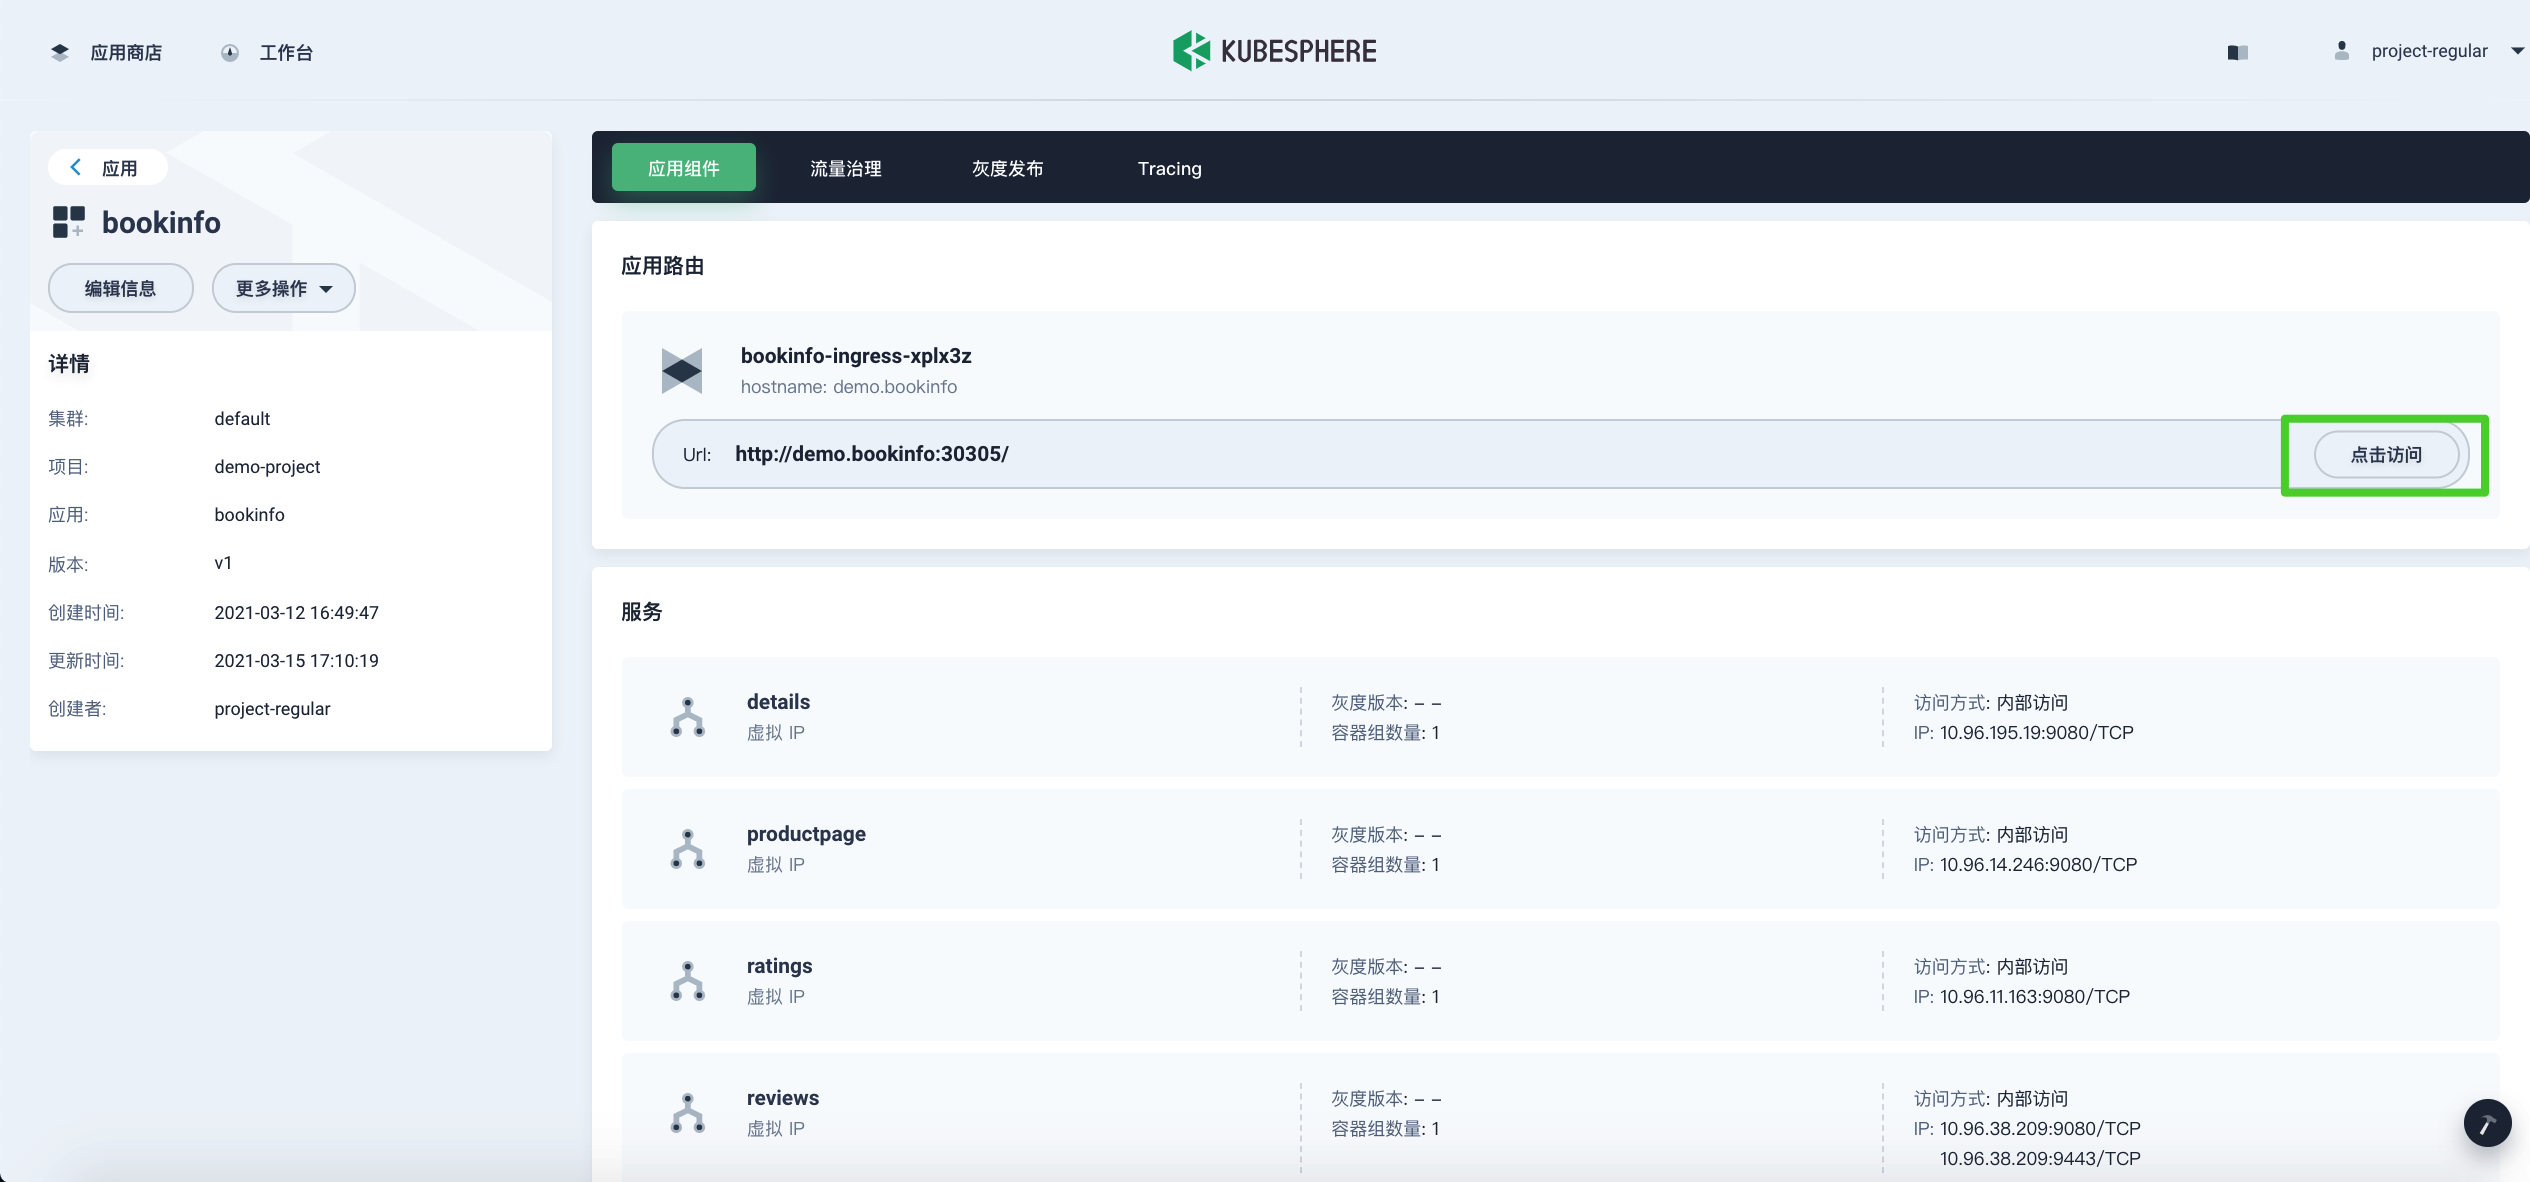 应用商店
工作台
KUBESPHERE
project-regular
应用
bookinfo
编辑信息
更多操作
详情
集群: default
项目: demo-project
应用: bookinfo
版本: v1
创建时间: 2021-03-12 16:49:47
更新时间: 2021-03-15 17:10:19
创建者: project-regular
应用组件
流量治理
灰度发布
Tracing
应用路由
bookinfo-ingress-xplx3z
hostname: demo.bookinfo
Url: http://demo.bookinfo:30305/
点击访问
服务
details
虚拟 IP
灰度版本: – –
容器组数量: 1
访问方式: 内部访问
IP: 10.96.195.19:9080/TCP
productpage
虚拟 IP
灰度版本: – –
容器组数量: 1
访问方式: 内部访问
IP: 10.96.14.246:9080/TCP
ratings
虚拟 IP
灰度版本: – –
容器组数量: 1
访问方式: 内部访问
IP: 10.96.11.163:9080/TCP
reviews
虚拟 IP
灰度版本: – –
容器组数量: 1
访问方式: 内部访问
IP: 10.96.38.209:9080/TCP
10.96.38.209:9443/TCP